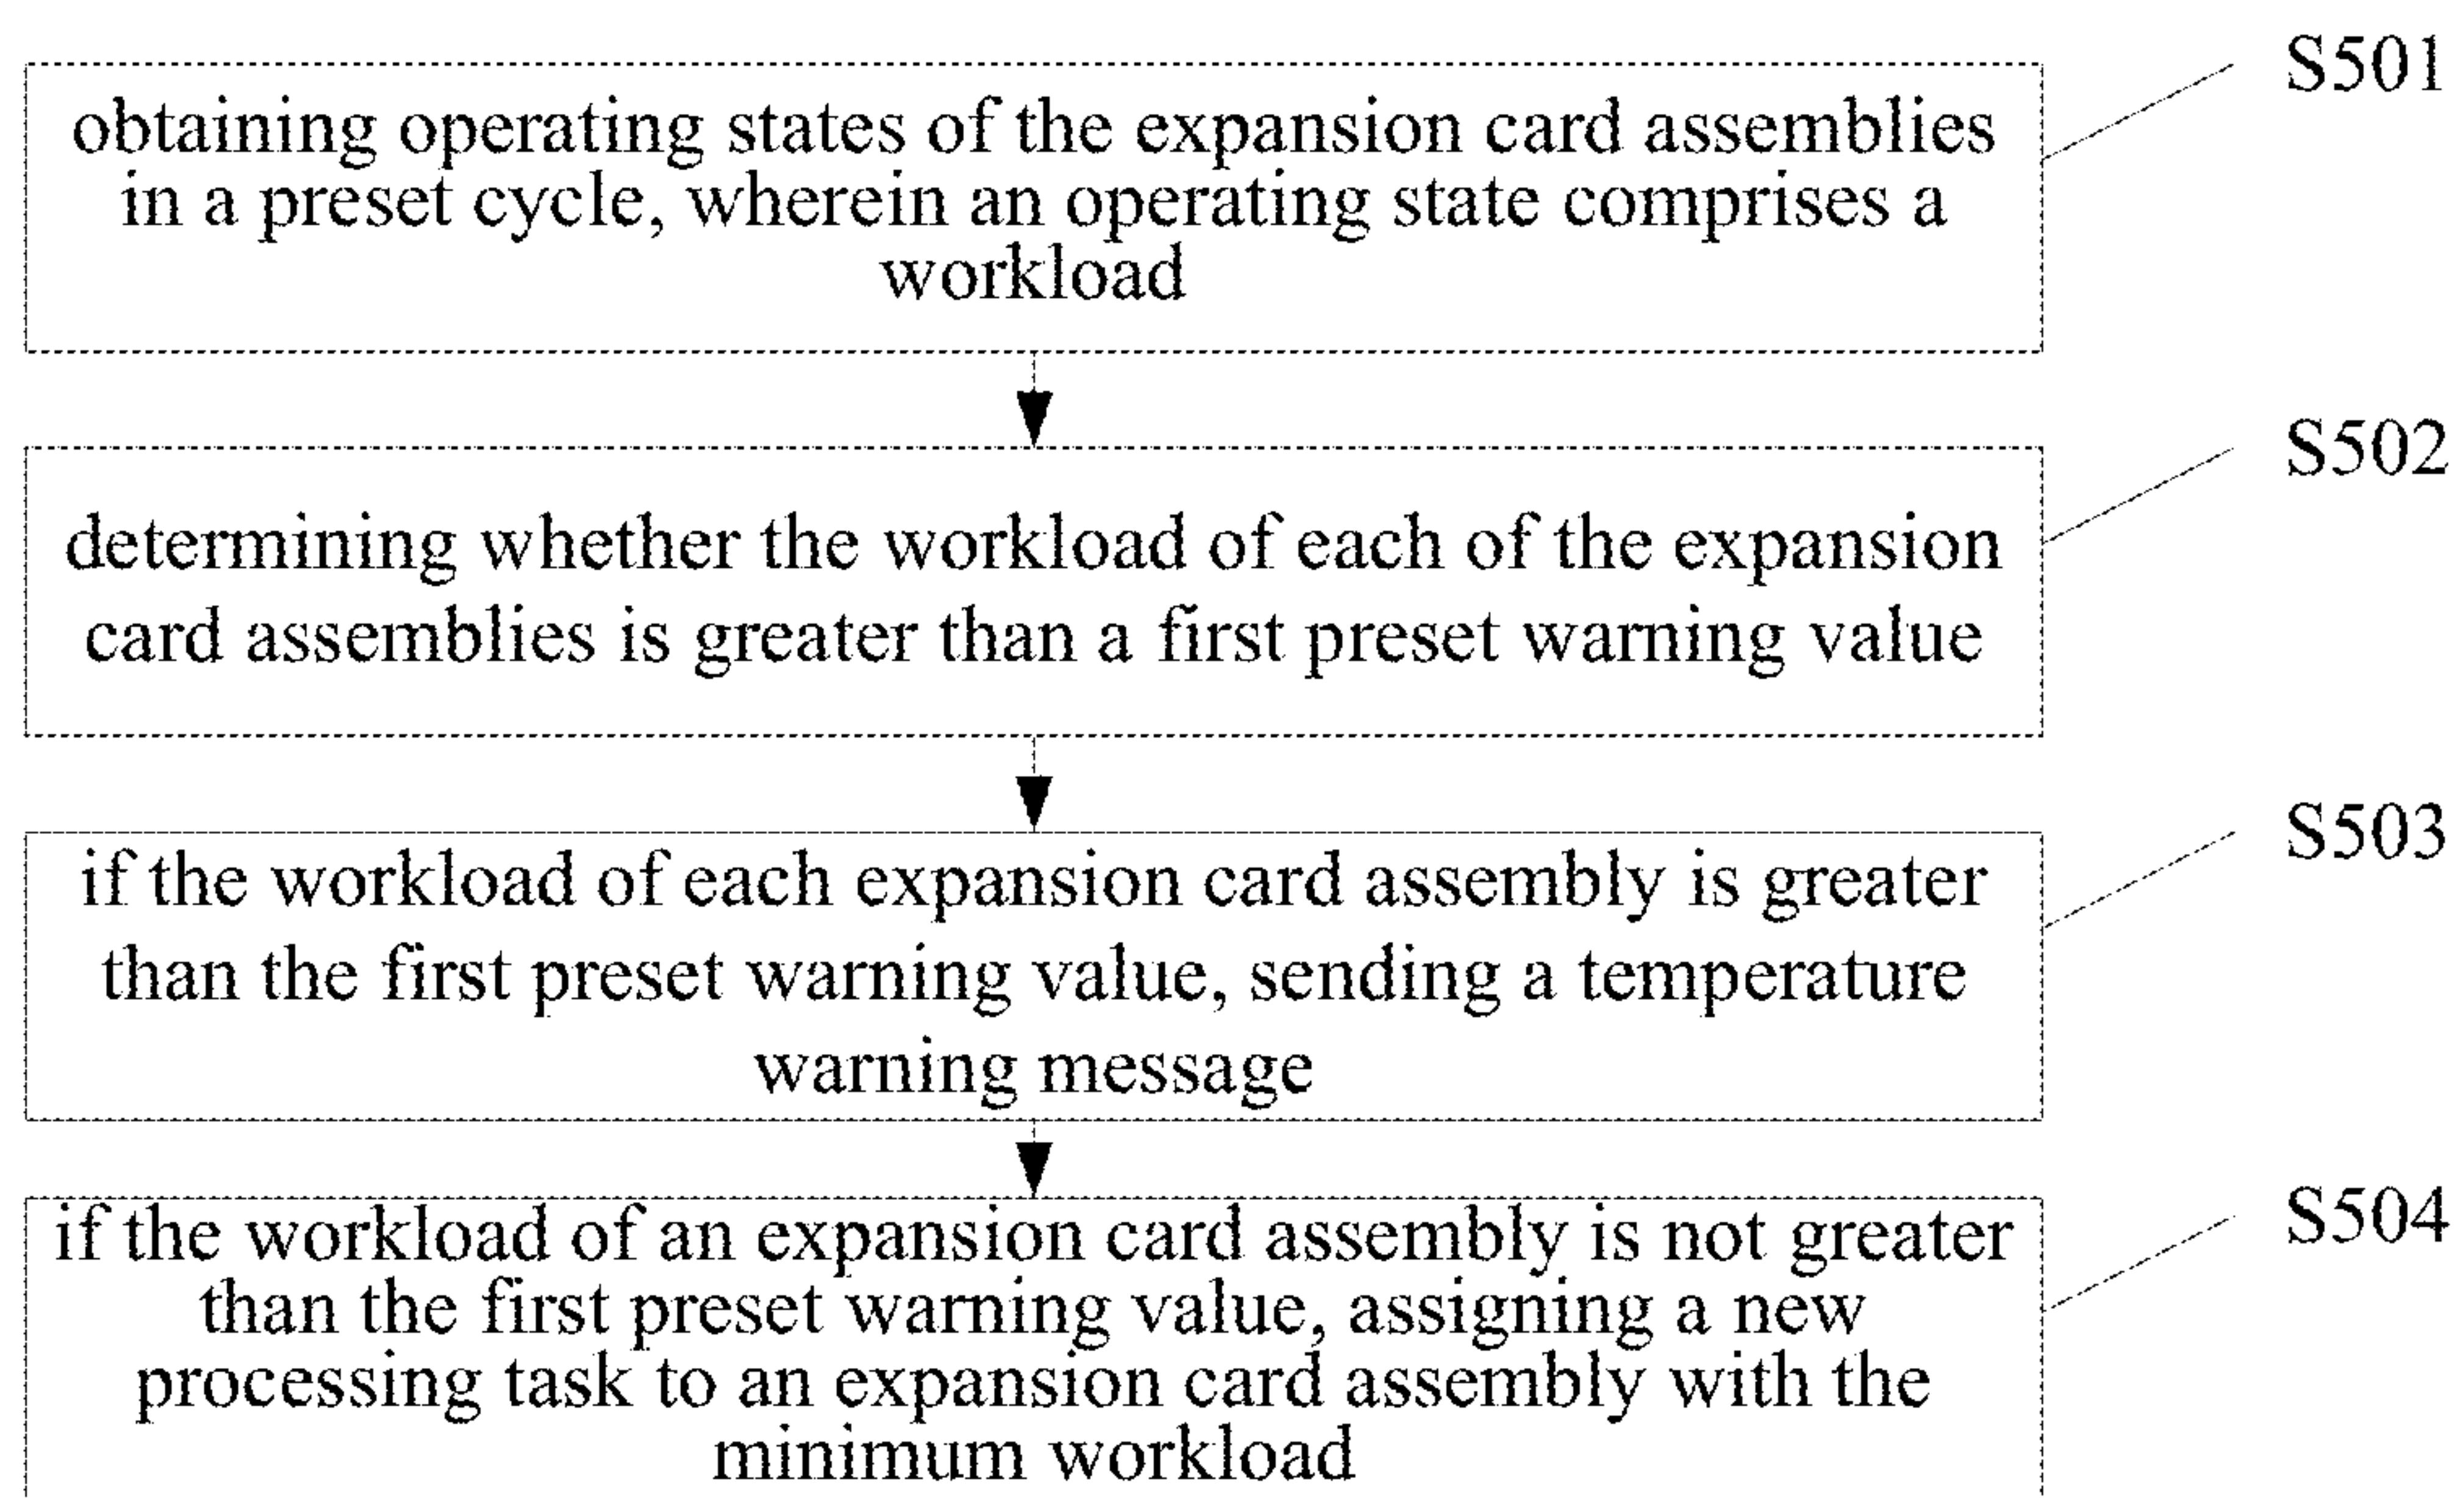 S501
obtaining operating states of the expansion card assemblies
in a preset cycle, wherein an operating state comprises a
workload
S502
determining whether the workload of each of the expansion
card assemblies is greater than a first preset warning value
S503
if the workload of each expansion card assembly is greater
than the first preset warning value, sending a temperature
warning message
S504
if the workload of an expansion card assembly is not greater
than the first preset warning value, assigning a new
processing task to an expansion card assembly with the
minimum workload